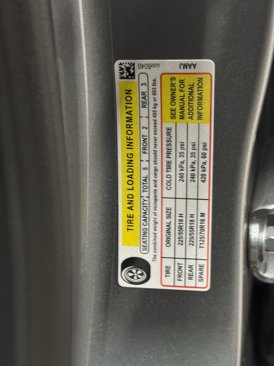 TIRE AND LOADING INFORMATION
SEATING CAPACITY TOTAL 5 FRONT 2 REAR 3
The combined weight of occupants and cargo should never exceed 405 kg or 895 lbs.
TIRE ORIGINAL SIZE COLD TIRE PRESSURE SEE OWNER'S MANUAL FOR ADDITIONAL INFORMATION
FRONT 225/55R18 H 240 kPa, 35 psi
REAR 225/55R18 H 240 kPa, 35 psi
SPARE T125/70R16 M 420 kPa, 60 psi
AAMJ